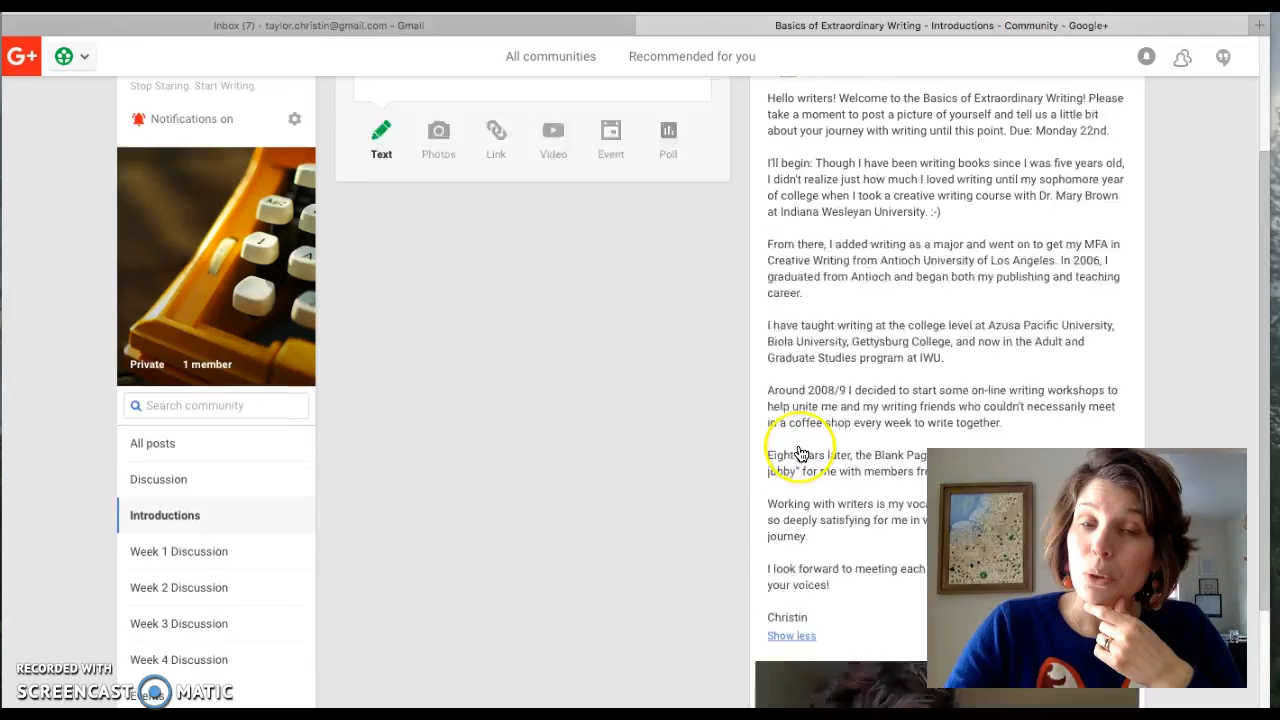 Inbox (7) - taylor.christin@gmail.com - Gmail
Basics of Extraordinary Writing - Introductions - Community - Google+
G+
All communities
Recommended for you
Stop Staring. Start Writing.
Notifications on
Private 1 member
Search community
All posts
Discussion
Introductions
Week 1 Discussion
Week 2 Discussion
Week 3 Discussion
Week 4 Discussion
Events
Text
Photos
Link
Video
Event
Poll
Hello writers! Welcome to the Basics of Extraordinary Writing! Please
take a moment to post a picture of yourself and tell us a little bit
about your journey with writing until this point. Due: Monday 22nd.
I'll begin: Though I have been writing books since I was five years old,
I didn't realize just how much I loved writing until my sophomore year
of college when I took a creative writing course with Dr. Mary Brown
at Indiana Wesleyan University. :-)
From there, I added writing as a major and went on to get my MFA in
Creative Writing from Antioch University of Los Angeles. In 2006, I
graduated from Antioch and began both my publishing and teaching
career.
I have taught writing at the college level at Azusa Pacific University,
Biola University, Gettysburg College, and now in the Adult and
Graduate Studies program at IWU.
Around 2008/9 I decided to start some on-line writing workshops to
help unite me and my writing friends who couldn't necessarily meet
in a coffee shop every week to write together.
Eight years later, the Blank Pag
jobby" for me with members fr
Working with writers is my voca
so deeply satisfying for me in
journey.
I look forward to meeting each
your voices!
Christin
Show less
RECORDED WITH
SCREENCAST MATIC